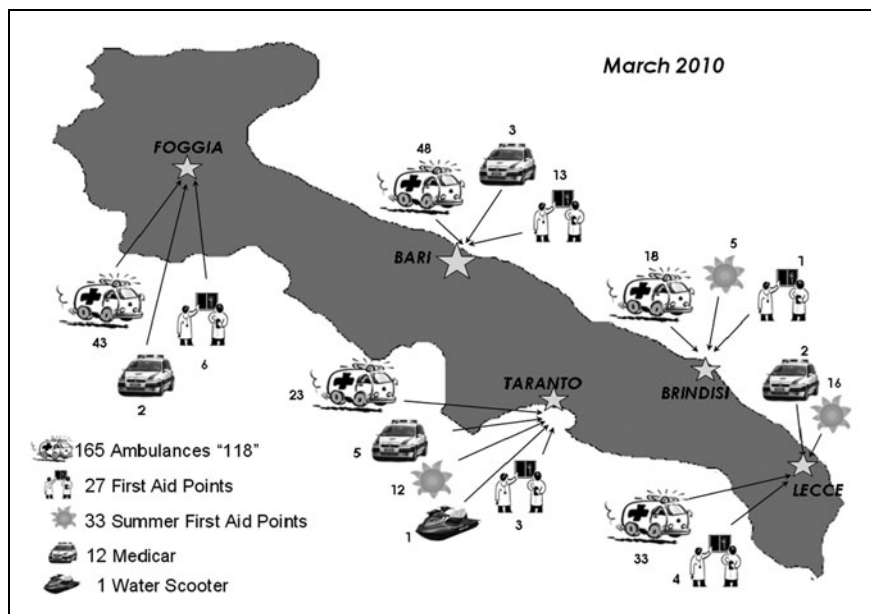 March 2010
FOGGIA
48
3
13
BARI
18
5
1
43
6
2
23
TARANTO
BRINDISI
2
16
5
12
1
3
LECCE
33
4
165 Ambulances "118"
27 First Aid Points
33 Summer First Aid Points
12 Medicar
1 Water Scooter